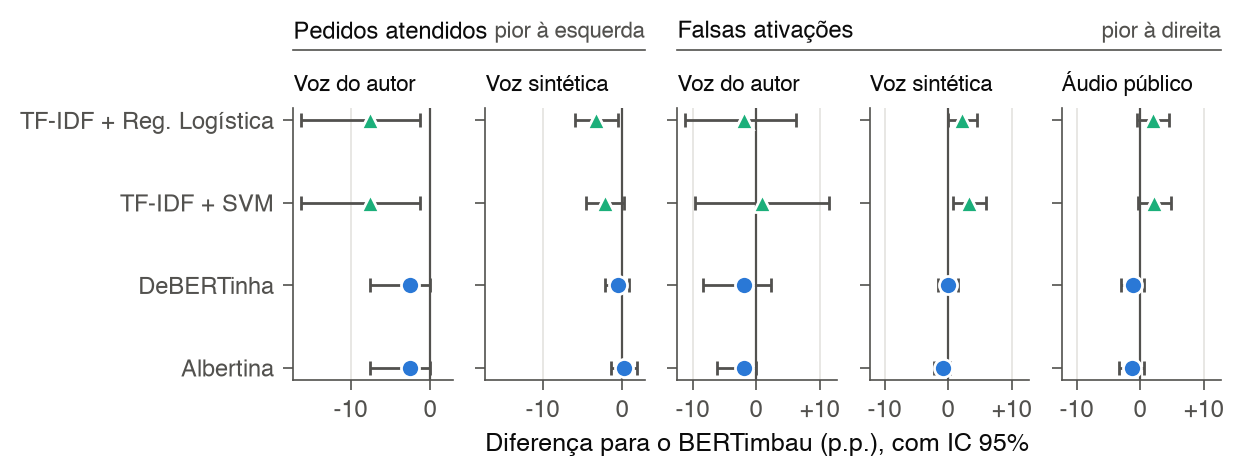 Pedidos atendidos pior à esquerda Falsas ativações pior à direita
Voz do autor Voz sintética Voz do autor Voz sintética Áudio público
TF-IDF + Reg. Logística
TF-IDF + SVM
DeBERTinha
Albertina
-10 0 -10 0 -10 0 +10 -10 0 +10 -10 0 +10
Diferença para o BERTimbau (p.p.), com IC 95%